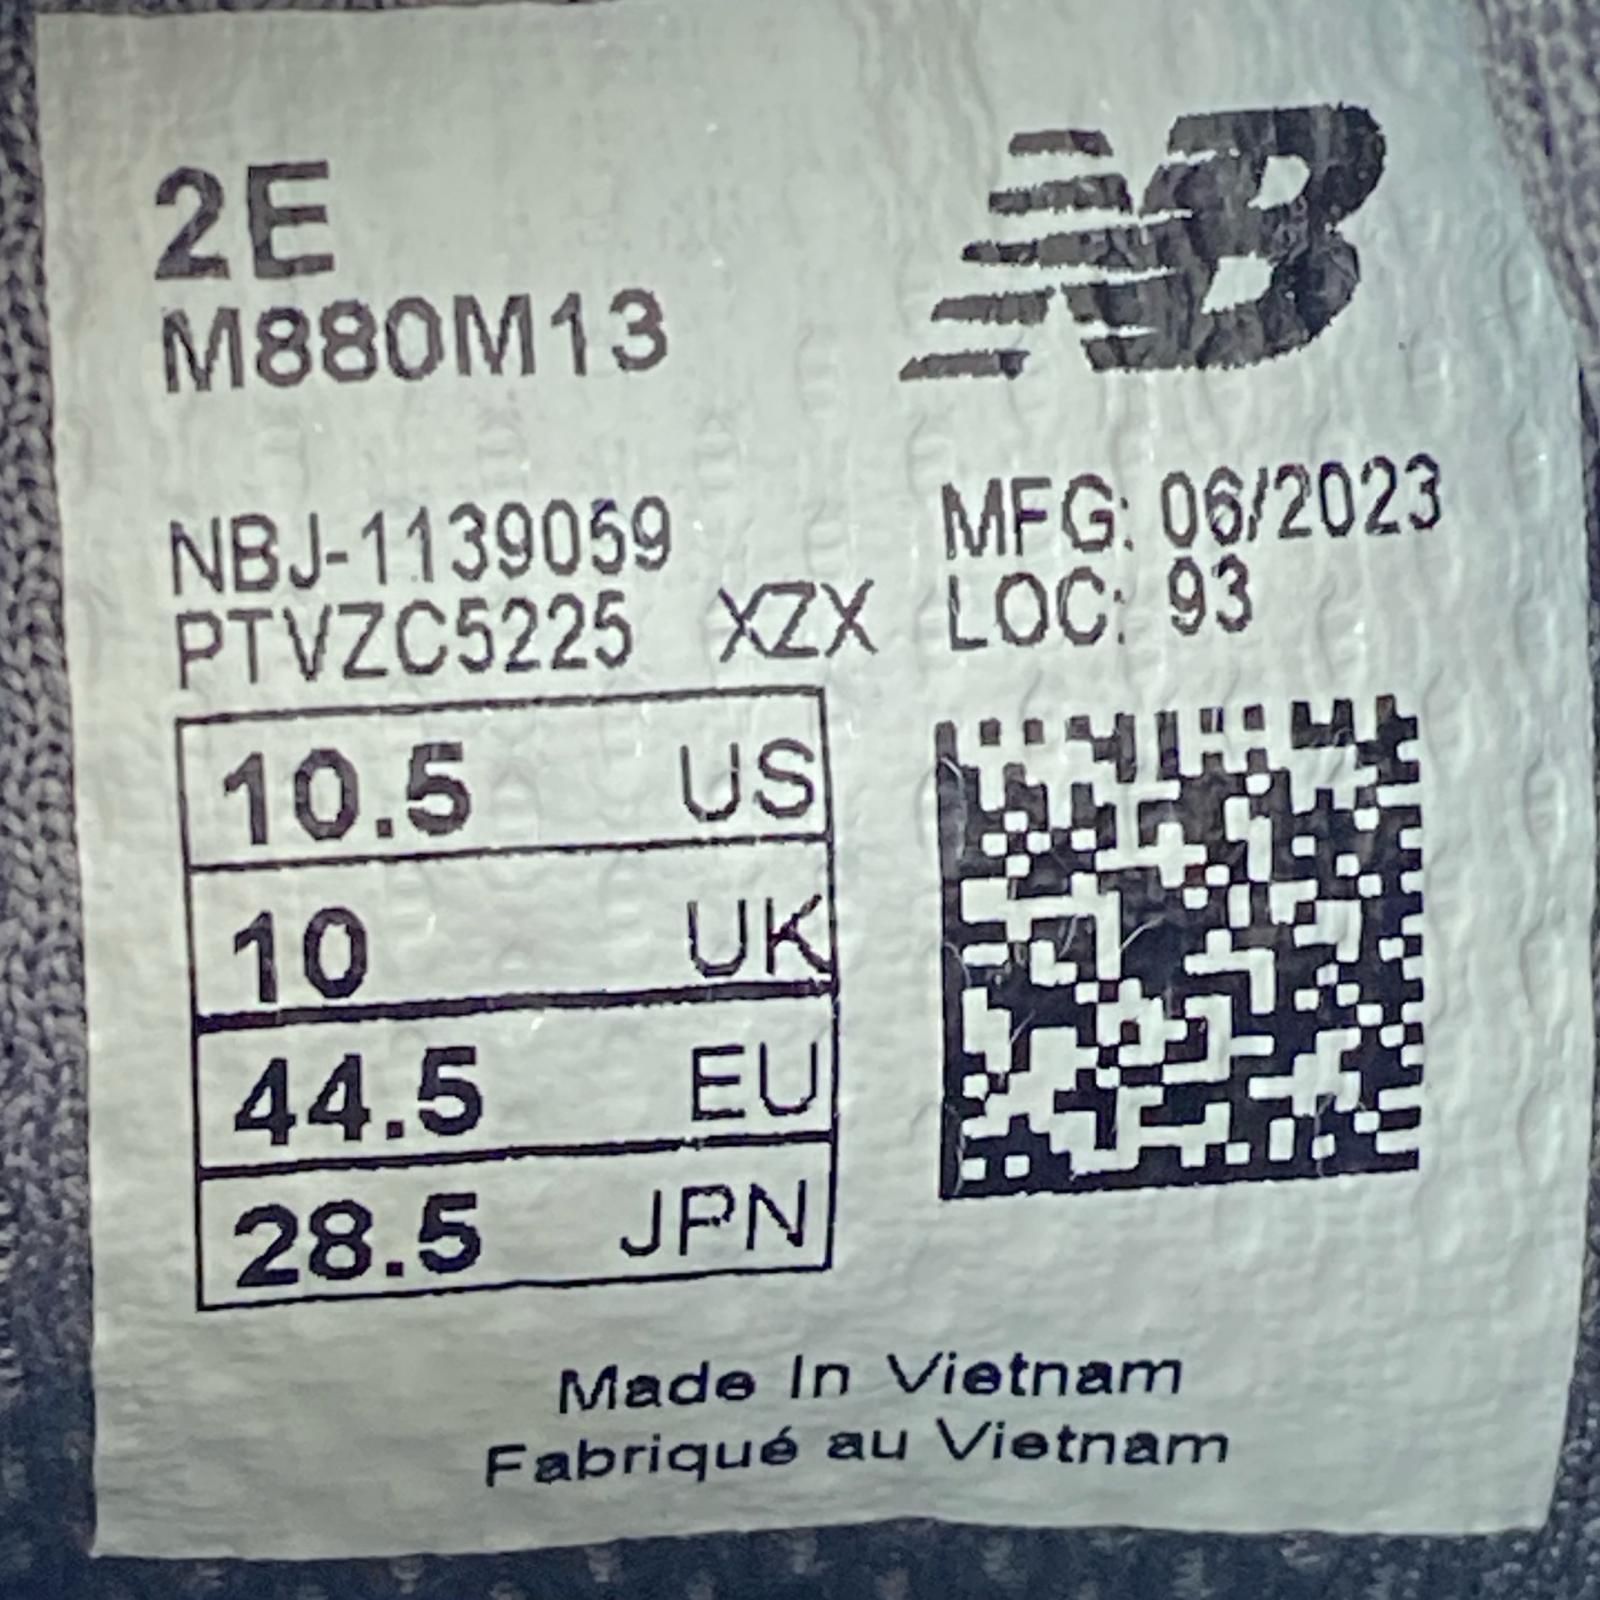 2E
M880M13
NB
NBJ-1139059
PTVZC5225 XZX
MFG: 06/2023
LOC: 93
10.5 US
10 UK
44.5 EU
28.5 JPN
Made In Vietnam
Fabriqué au Vietnam